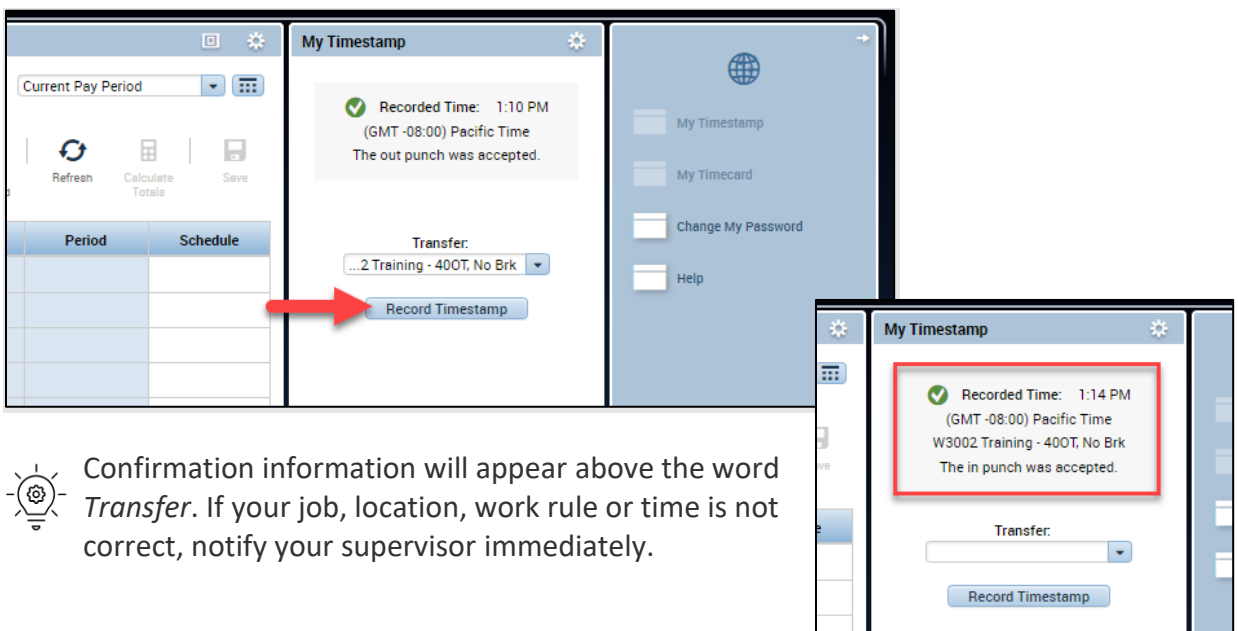 My Timestamp
Current Pay Period
Recorded Time: 1:10 PM
(GMT -08:00) Pacific Time
The out punch was accepted.
Refresh
Calculate
Totals
Save
Period
Schedule
Transfer:
...2 Training - 40OT, No Brk
Record Timestamp
My Timestamp
My Timecard
Change My Password
Help
My Timestamp
Recorded Time: 1:14 PM
(GMT -08:00) Pacific Time
W3002 Training - 40OT, No Brk
The in punch was accepted.
Transfer:
Record Timestamp
Confirmation information will appear above the word
Transfer. If your job, location, work rule or time is not
correct, notify your supervisor immediately.